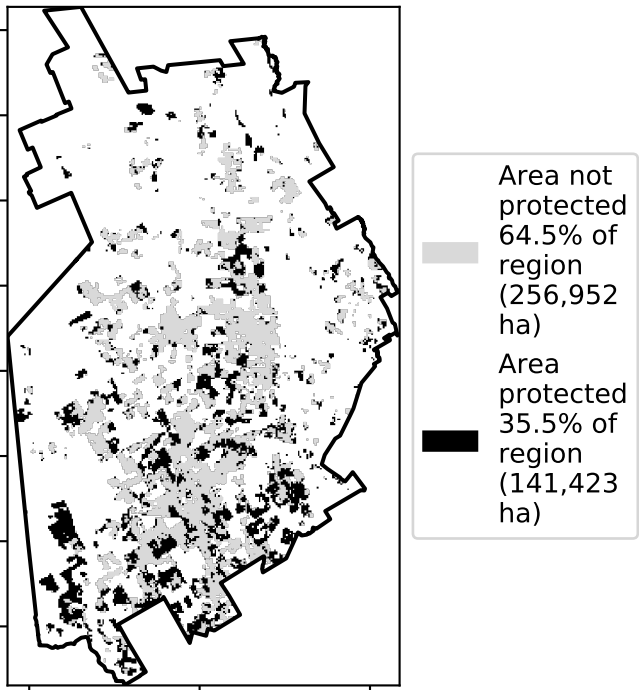 Area not
protected
64.5% of
region
(256,952
ha)
Area
protected
35.5% of
region
(141,423
ha)